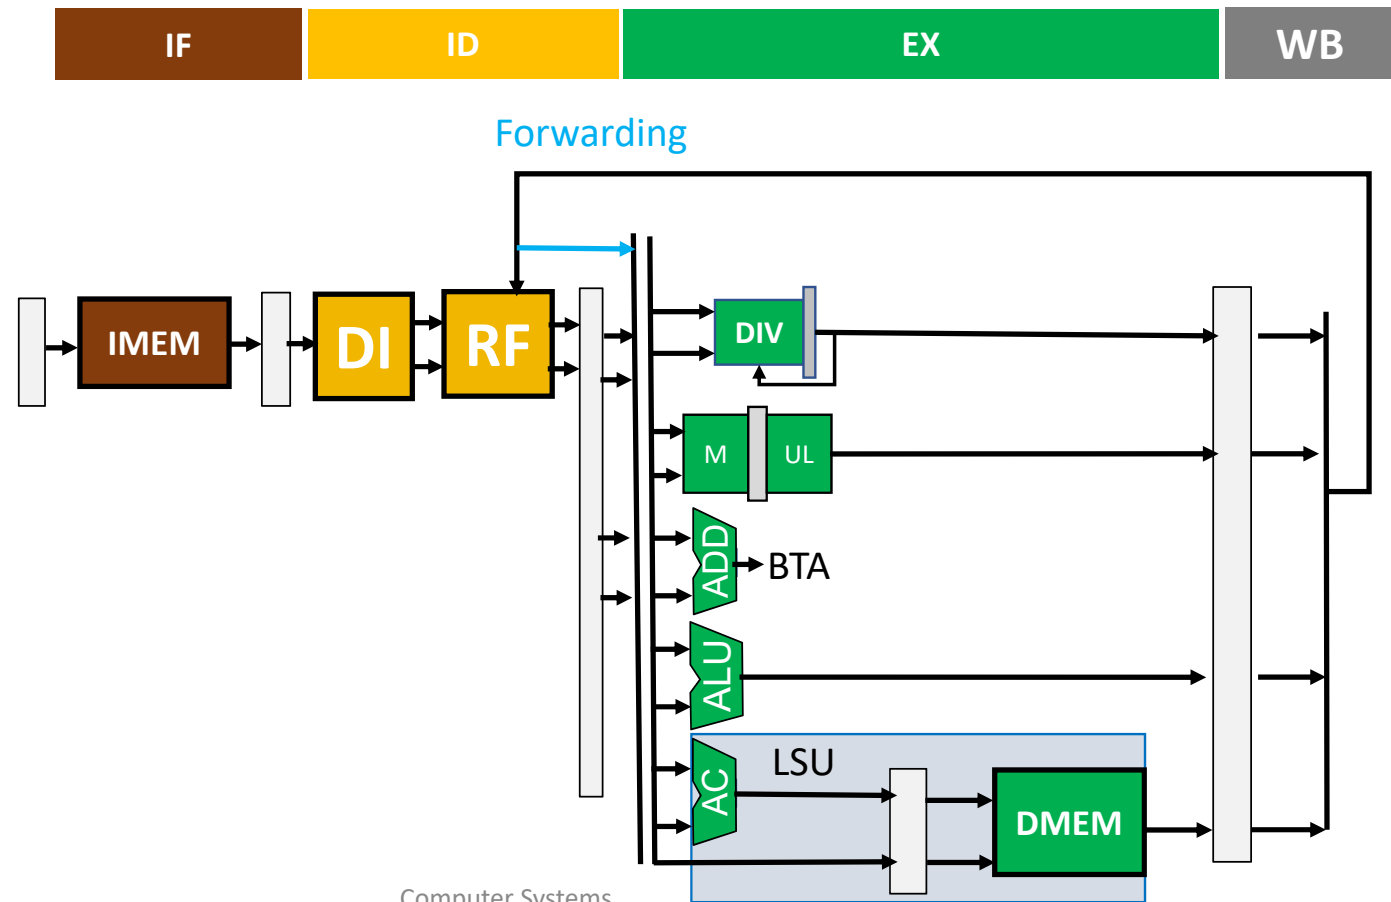 IF
ID
EX
WB
Forwarding
IMEM
DI
RF
DIV
M
UL
ADD
BTA
ALU
AC
LSU
DMEM
Computer Systems